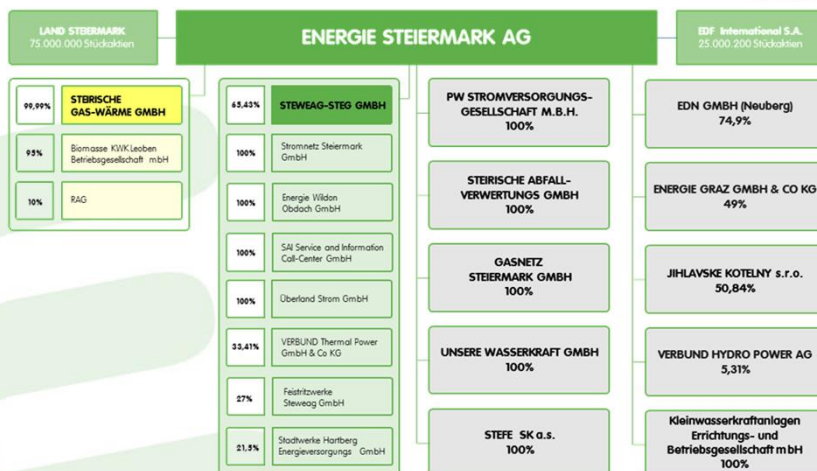 LAND STEIERMARK
75.000.000 Stückaktien
ENERGIE STEIERMARK AG
EDF International S.A.
25.000.200 Stückaktien
99,99%
STEIRISCHE
GAS-WÄRME GMBH
95%
Biomasse KWK Leoben
Betriebsgesellschaft mbH
10%
RAG
65,43%
STEWEAG-STEG GMBH
100%
Stromnetz Steiermark
GmbH
100%
Energie Wildon
Obdach GmbH
100%
SAI Service and Information
Call-Center GmbH
100%
Überland Strom GmbH
33,41%
VERBUND Thermal Power
GmbH & Co KG
27%
Feistritzwerke
Steweag GmbH
21,5%
Stadtwerke Hartberg
Energieversorgungs GmbH
PW STROMVERSORGUNGS-
GESELLSCHAFT M.B.H.
100%
STEIRISCHE ABFALL-
VERWERTUNGS GMBH
100%
GASNETZ
STEIERMARK GMBH
100%
UNSERE WASSERKRAFT GMBH
100%
STEFE SK a.s.
100%
EDN GMBH (Neuberg)
74,9%
ENERGIE GRAZ GMBH & CO KG
49%
JIHLAVSKE KOTELNY s.r.o.
50,84%
VERBUND HYDRO POWER AG
5,31%
Kleinwasserkraftanlagen
Errichtungs- und
Betriebsgesellschaft mbH
100%